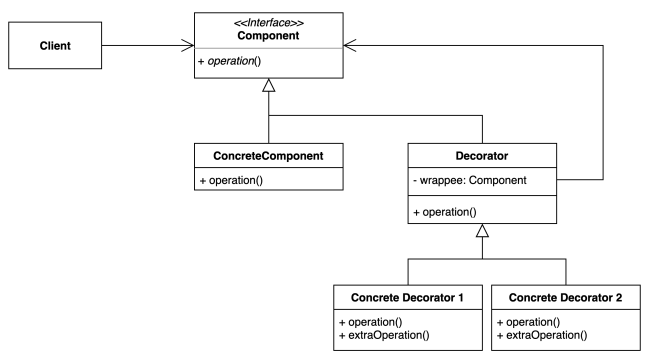 <<Interface>>
Component
Client
+ operation()
ConcreteComponent
+ operation()
Decorator
- wrappee: Component
+ operation()
Concrete Decorator 1
+ operation()
+ extraOperation()
Concrete Decorator 2
+ operation()
+ extraOperation()